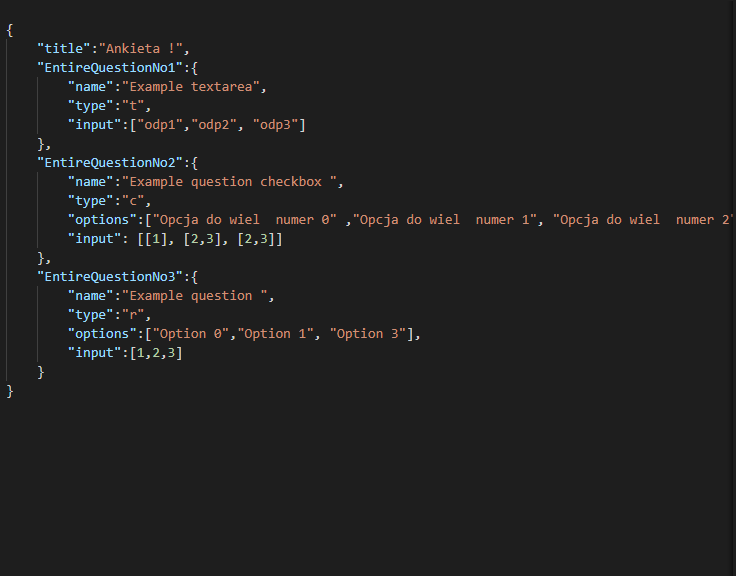 {
    "title":"Ankieta !",
    "EntireQuestionNo1":{
        "name":"Example textarea",
        "type":"t",
        "input":["odp1","odp2", "odp3"]
    },
    "EntireQuestionNo2":{
        "name":"Example question checkbox ",
        "type":"c",
        "options":["Opcja do wiel  numer 0" ,"Opcja do wiel  numer 1", "Opcja do wiel  numer 2"
        "input": [[1], [2,3], [2,3]]
    },
    "EntireQuestionNo3":{
        "name":"Example question ",
        "type":"r",
        "options":["Option 0","Option 1", "Option 3"],
        "input":[1,2,3]
    }
}